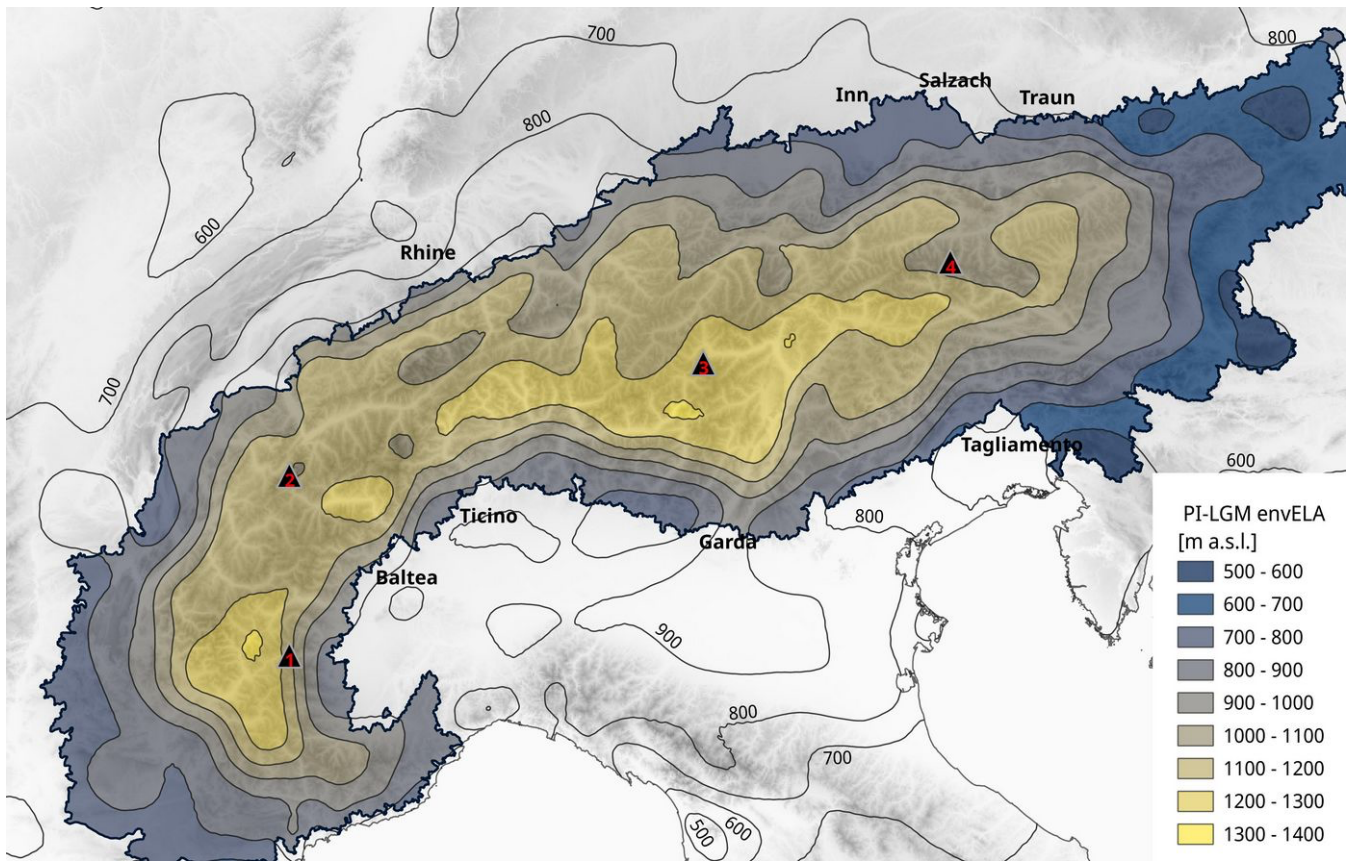 700
800
Salzach
Inn
Traun
800
600
Rhine
4
700
3
2
Tagliamento
600
Ticino
Garda
800
Baltea
900
1
800
700
600
500
PI-LGM envELA
[m a.s.l.]
500 - 600
600 - 700
700 - 800
800 - 900
900 - 1000
1000 - 1100
1100 - 1200
1200 - 1300
1300 - 1400